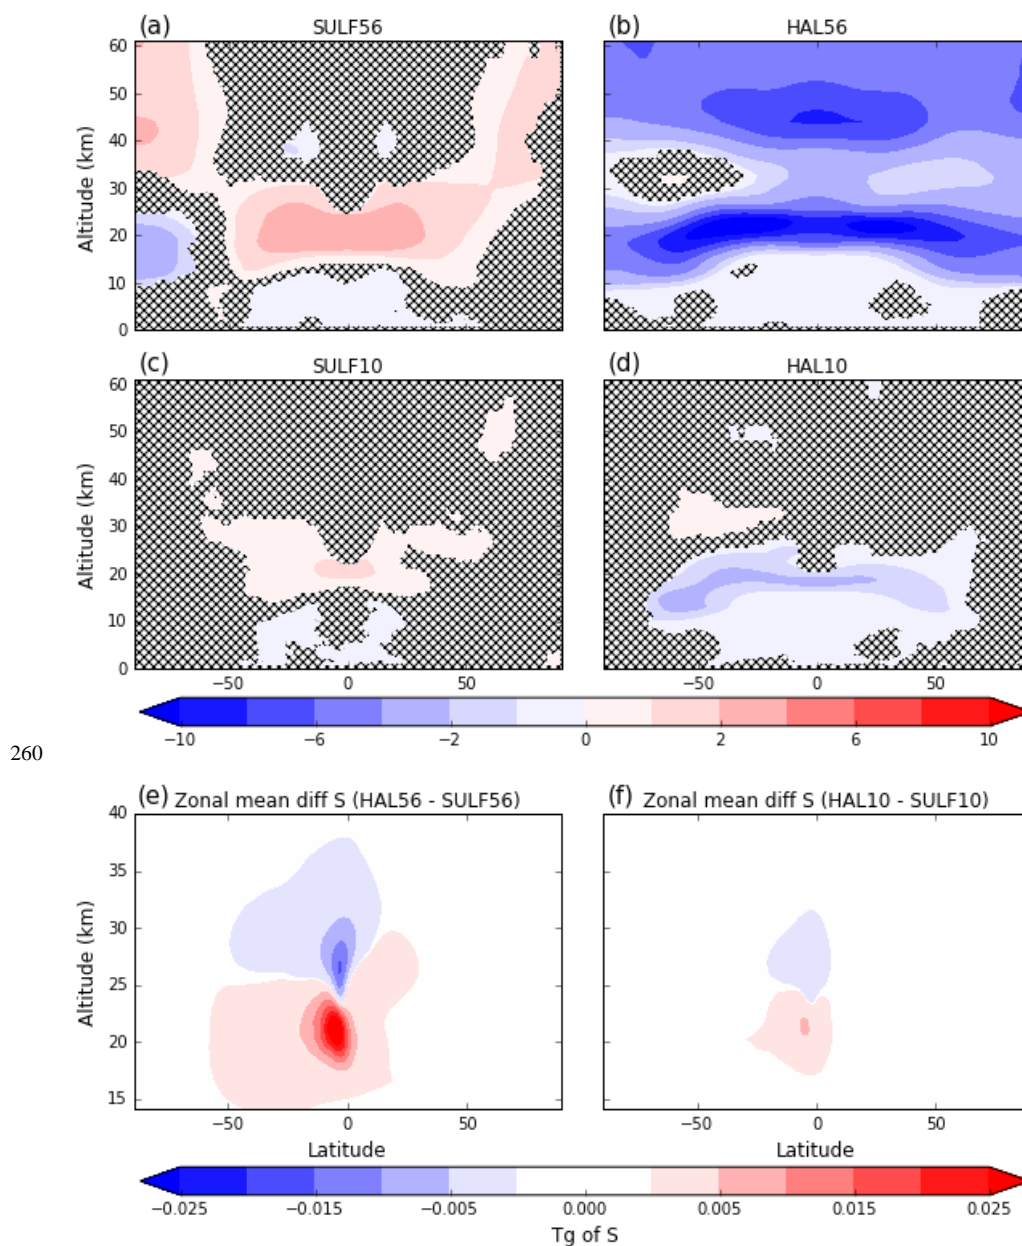 (a) SULF56
(b) HAL56
60
50
40
30
20
10
0
Altitude (km)
(c) SULF10
(d) HAL10
60
50
40
30
20
10
0
Altitude (km)
−50 0 50
−50 0 50
−10 −6 −2 0 2 6 10
260
(e) Zonal mean diff S (HAL56 - SULF56)
(f) Zonal mean diff S (HAL10 - SULF10)
40
35
30
25
20
15
Altitude (km)
−50 0 50
−50 0 50
Latitude
Latitude
−0.025 −0.015 −0.005 0.000 0.005 0.015 0.025
Tg of S